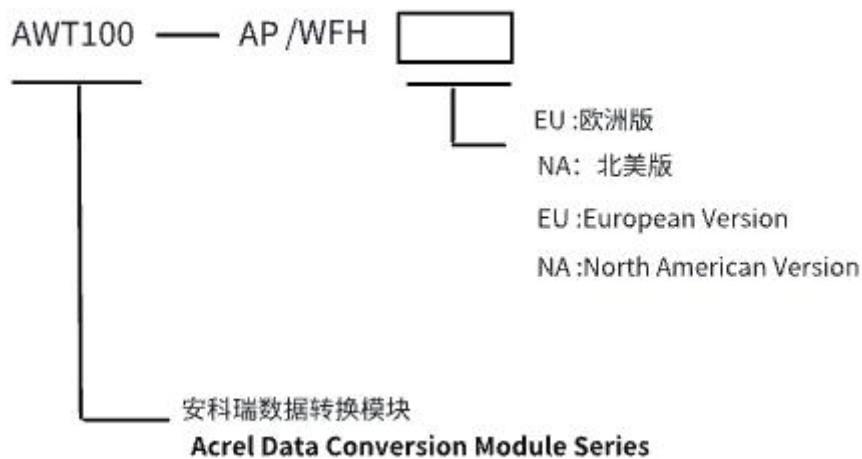 AWT100 — AP/WFH
EU :欧洲版
NA：北美版
EU :European Version
NA :North American Version
安科瑞数据转换模块
Acrel Data Conversion Module Series